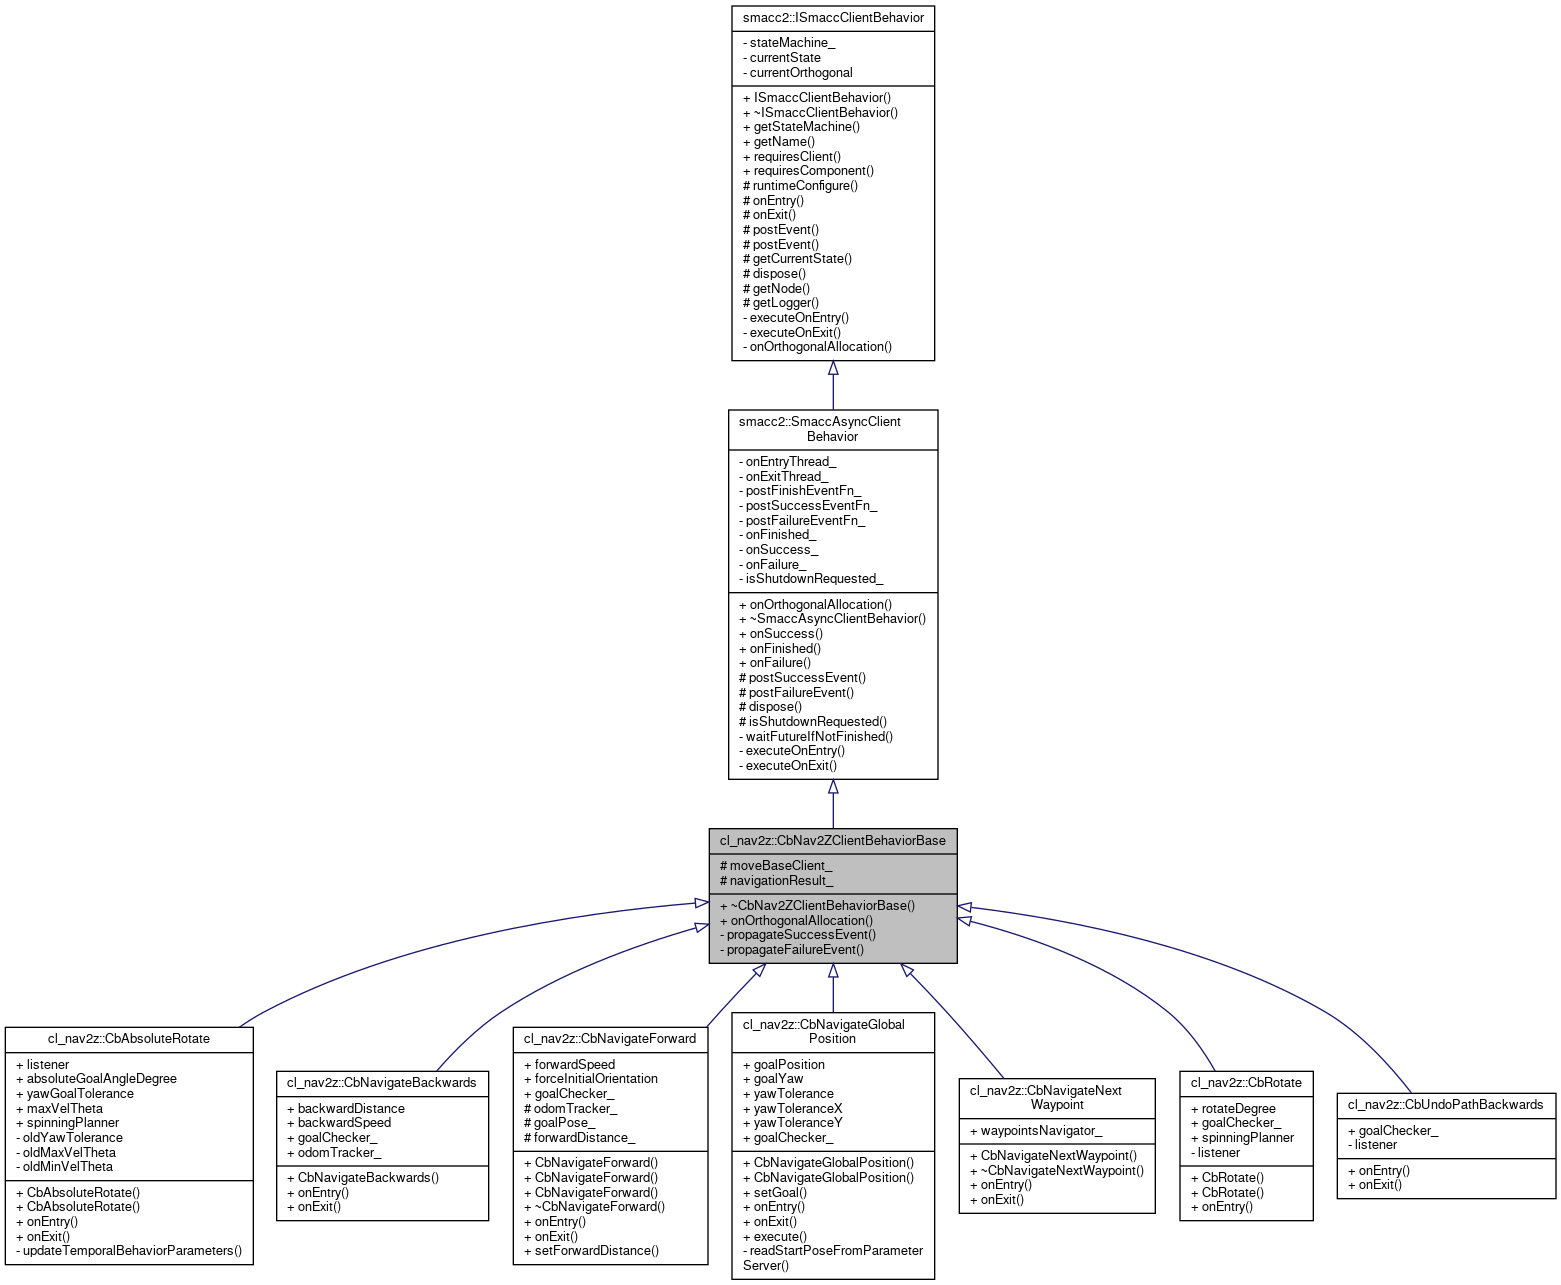 smacc2::ISmaccClientBehavior
- stateMachine_
- currentState
- currentOrthogonal
+ ISmaccClientBehavior()
+ ~ISmaccClientBehavior()
+ getStateMachine()
+ getName()
+ requiresClient()
+ requiresComponent()
# runtimeConfigure()
# onEntry()
# onExit()
# postEvent()
# postEvent()
# getCurrentState()
# dispose()
# getNode()
# getLogger()
- executeOnEntry()
- executeOnExit()
- onOrthogonalAllocation()
smacc2::SmaccAsyncClient
Behavior
- onEntryThread_
- onExitThread_
- postFinishEventFn_
- postSuccessEventFn_
- postFailureEventFn_
- onFinished_
- onSuccess_
- onFailure_
- isShutdownRequested_
+ onOrthogonalAllocation()
+ ~SmaccAsyncClientBehavior()
+ onSuccess()
+ onFinished()
+ onFailure()
# postSuccessEvent()
# postFailureEvent()
# dispose()
# isShutdownRequested()
- waitFutureIfNotFinished()
- executeOnEntry()
- executeOnExit()
cl_nav2z::CbNav2ZClientBehaviorBase
# moveBaseClient_
# navigationResult_
+ ~CbNav2ZClientBehaviorBase()
+ onOrthogonalAllocation()
- propagateSuccessEvent()
- propagateFailureEvent()
cl_nav2z::CbAbsoluteRotate
+ listener
+ absoluteGoalAngleDegree
+ yawGoalTolerance
+ maxVelTheta
+ spinningPlanner
- oldYawTolerance
- oldMaxVelTheta
- oldMinVelTheta
+ CbAbsoluteRotate()
+ CbAbsoluteRotate()
+ onEntry()
+ onExit()
- updateTemporalBehaviorParameters()
cl_nav2z::CbNavigateBackwards
+ backwardDistance
+ backwardSpeed
+ goalChecker_
+ odomTracker_
+ CbNavigateBackwards()
+ onEntry()
+ onExit()
cl_nav2z::CbNavigateForward
+ forwardSpeed
+ forceInitialOrientation
+ goalChecker_
# odomTracker_
# goalPose_
# forwardDistance_
+ CbNavigateForward()
+ CbNavigateForward()
+ CbNavigateForward()
+ ~CbNavigateForward()
+ onEntry()
+ onExit()
+ setForwardDistance()
cl_nav2z::CbNavigateGlobal
Position
+ goalPosition
+ goalYaw
+ yawTolerance
+ yawToleranceX
+ yawToleranceY
+ goalChecker_
+ CbNavigateGlobalPosition()
+ CbNavigateGlobalPosition()
+ setGoal()
+ onEntry()
+ onExit()
+ execute()
- readStartPoseFromParameter
Server()
cl_nav2z::CbNavigateNext
Waypoint
+ waypointsNavigator_
+ CbNavigateNextWaypoint()
+ ~CbNavigateNextWaypoint()
+ onEntry()
+ onExit()
cl_nav2z::CbRotate
+ rotateDegree
+ goalChecker_
+ spinningPlanner
- listener
+ CbRotate()
+ CbRotate()
+ onEntry()
cl_nav2z::CbUndoPathBackwards
+ goalChecker_
- listener
+ onEntry()
+ onExit()